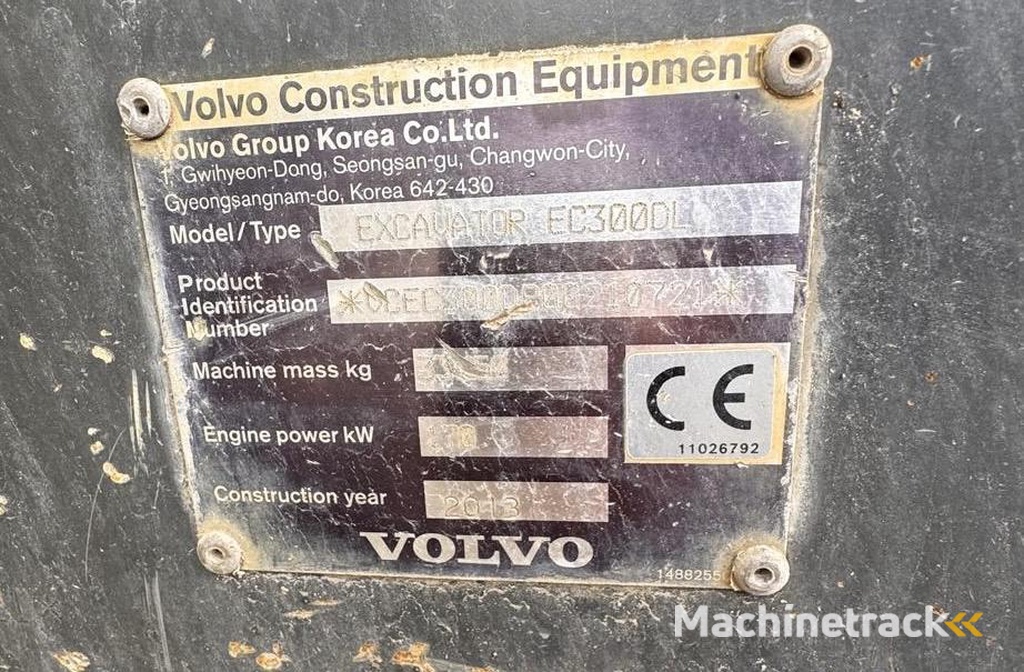 Volvo Construction Equipment
Volvo Group Korea Co.Ltd.
1, Gwihyeon-Dong, Seongsan-gu, Changwon-City,
Gyeongsangnam-do, Korea 642-430
Model/Type EXCAVATOR EC300DL
Product
Identification
Number
Machine mass kg
CE
11026792
Engine power kW
Construction year 2013
VOLVO
Machinetrack